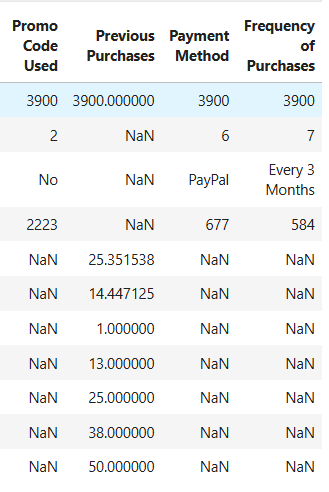 Promo Code Used Previous Purchases Payment Method Frequency of Purchases
3900 3900.000000 3900 3900
2 NaN 6 7
No NaN PayPal Every 3 Months
2223 NaN 677 584
NaN 25.351538 NaN NaN
NaN 14.447125 NaN NaN
NaN 1.000000 NaN NaN
NaN 13.000000 NaN NaN
NaN 25.000000 NaN NaN
NaN 38.000000 NaN NaN
NaN 50.000000 NaN NaN